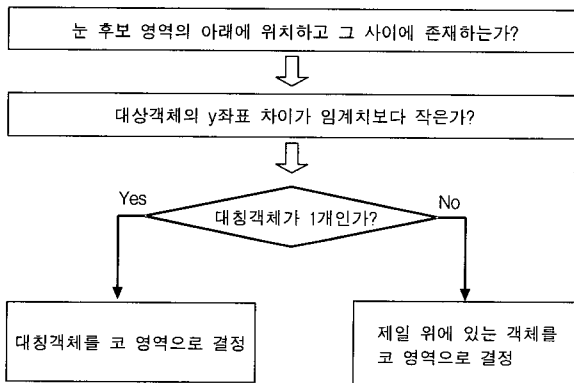 눈 후보 영역의 아래에 위치하고 그 사이에 존재하는가?
대상객체의 y좌표 차이가 임계치보다 작은가?
Yes
No
대칭객체가 1개인가?
대칭객체를 코 영역으로 결정
제일 위에 있는 객체를
코 영역으로 결정